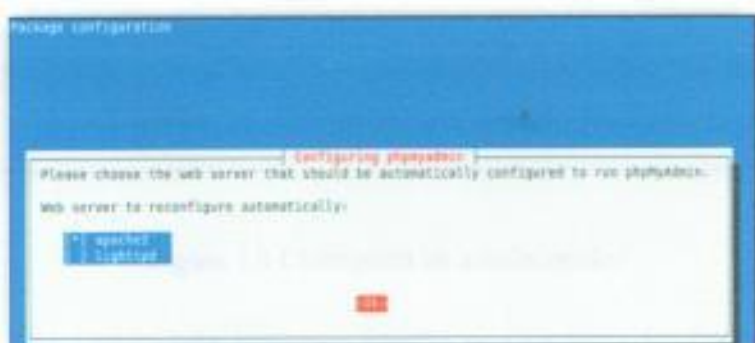 Package configuration
Configuring phpmyadmin
Please choose the web server that should be automatically configured to run phpMyAdmin.
Web server to reconfigure automatically:
[*] apache2
[ ] lighttpd
<Ok>